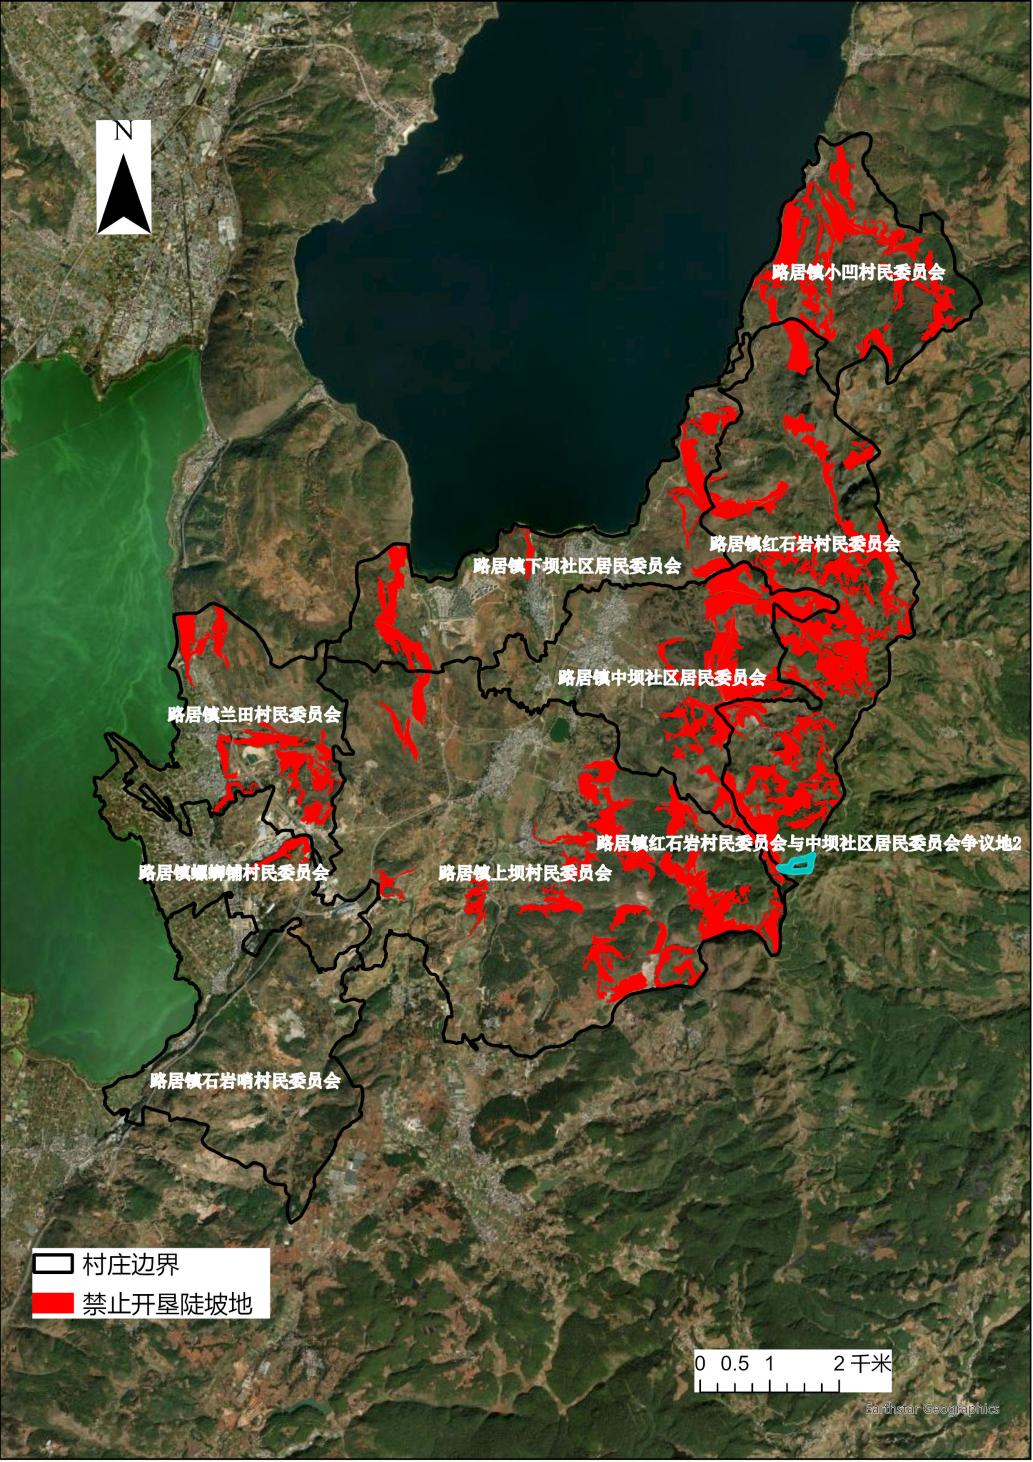 N
路居镇小凹村民委员会
路居镇红石岩村民委员会
路居镇下坝社区居民委员会
路居镇中坝社区居民委员会
路居镇兰田村民委员会
路居镇红石岩村民委员会与中坝社区居民委员会争议地2
路居镇螺蛳铺村民委员会
路居镇上坝村民委员会
路居镇石岩哨村民委员会
村庄边界
禁止开垦陡坡地
0 0.5 1 2 千米
Earthstar Geographics